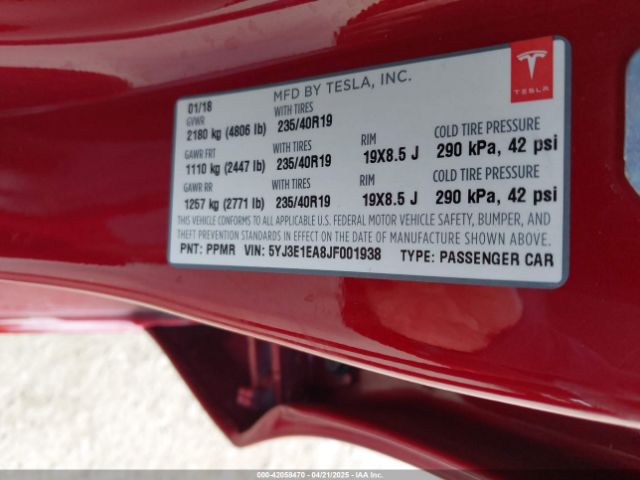 MFD BY TESLA, INC.
TESLA
01/18
GVWR
2180 kg (4806 lb)
WITH TIRES
235/40R19
GAWR FRT
1110 kg (2447 lb)
WITH TIRES
235/40R19
RIM
19X8.5 J
COLD TIRE PRESSURE
290 kPa, 42 psi
GAWR RR
1257 kg (2771 lb)
WITH TIRES
235/40R19
RIM
19X8.5 J
COLD TIRE PRESSURE
290 kPa, 42 psi
THIS VEHICLE CONFORMS TO ALL APPLICABLE U.S. FEDERAL MOTOR VEHICLE SAFETY, BUMPER, AND
THEFT PREVENTION STANDARDS IN EFFECT ON THE DATE OF MANUFACTURE SHOWN ABOVE.
PNT: PPMR VIN: 5YJ3E1EA8JF001938 TYPE: PASSENGER CAR
000-42058470 - 04/21/2025 - IAAI.COM